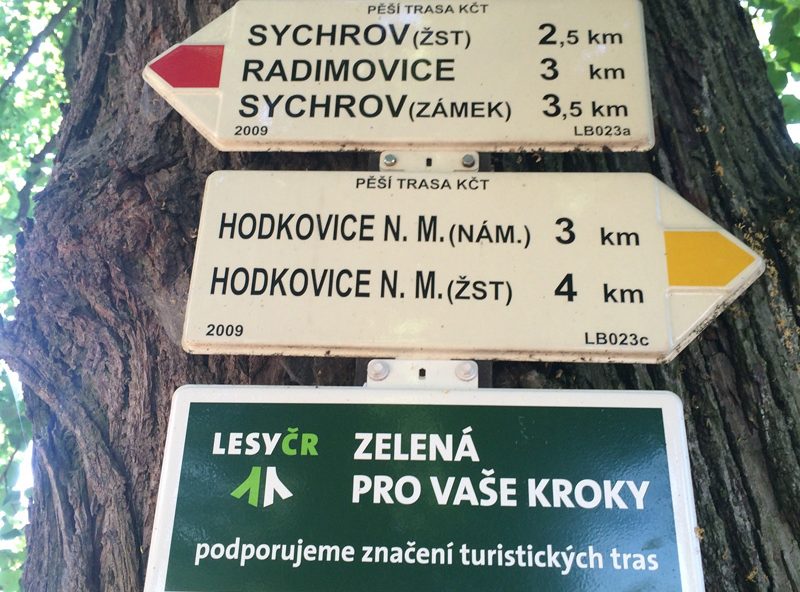 PĚŠÍ TRASA KČT
SYCHROV(ŽST) 2,5 km
RADIMOVICE 3 km
SYCHROV(ZÁMEK) 3,5 km
2009 LB023a
PĚŠÍ TRASA KČT
HODKOVICE N. M.(NÁM.) 3 km
HODKOVICE N. M.(ŽST) 4 km
2009 LB023c
LESYČR ZELENÁ
PRO VAŠE KROKY
podporujeme značení turistických tras